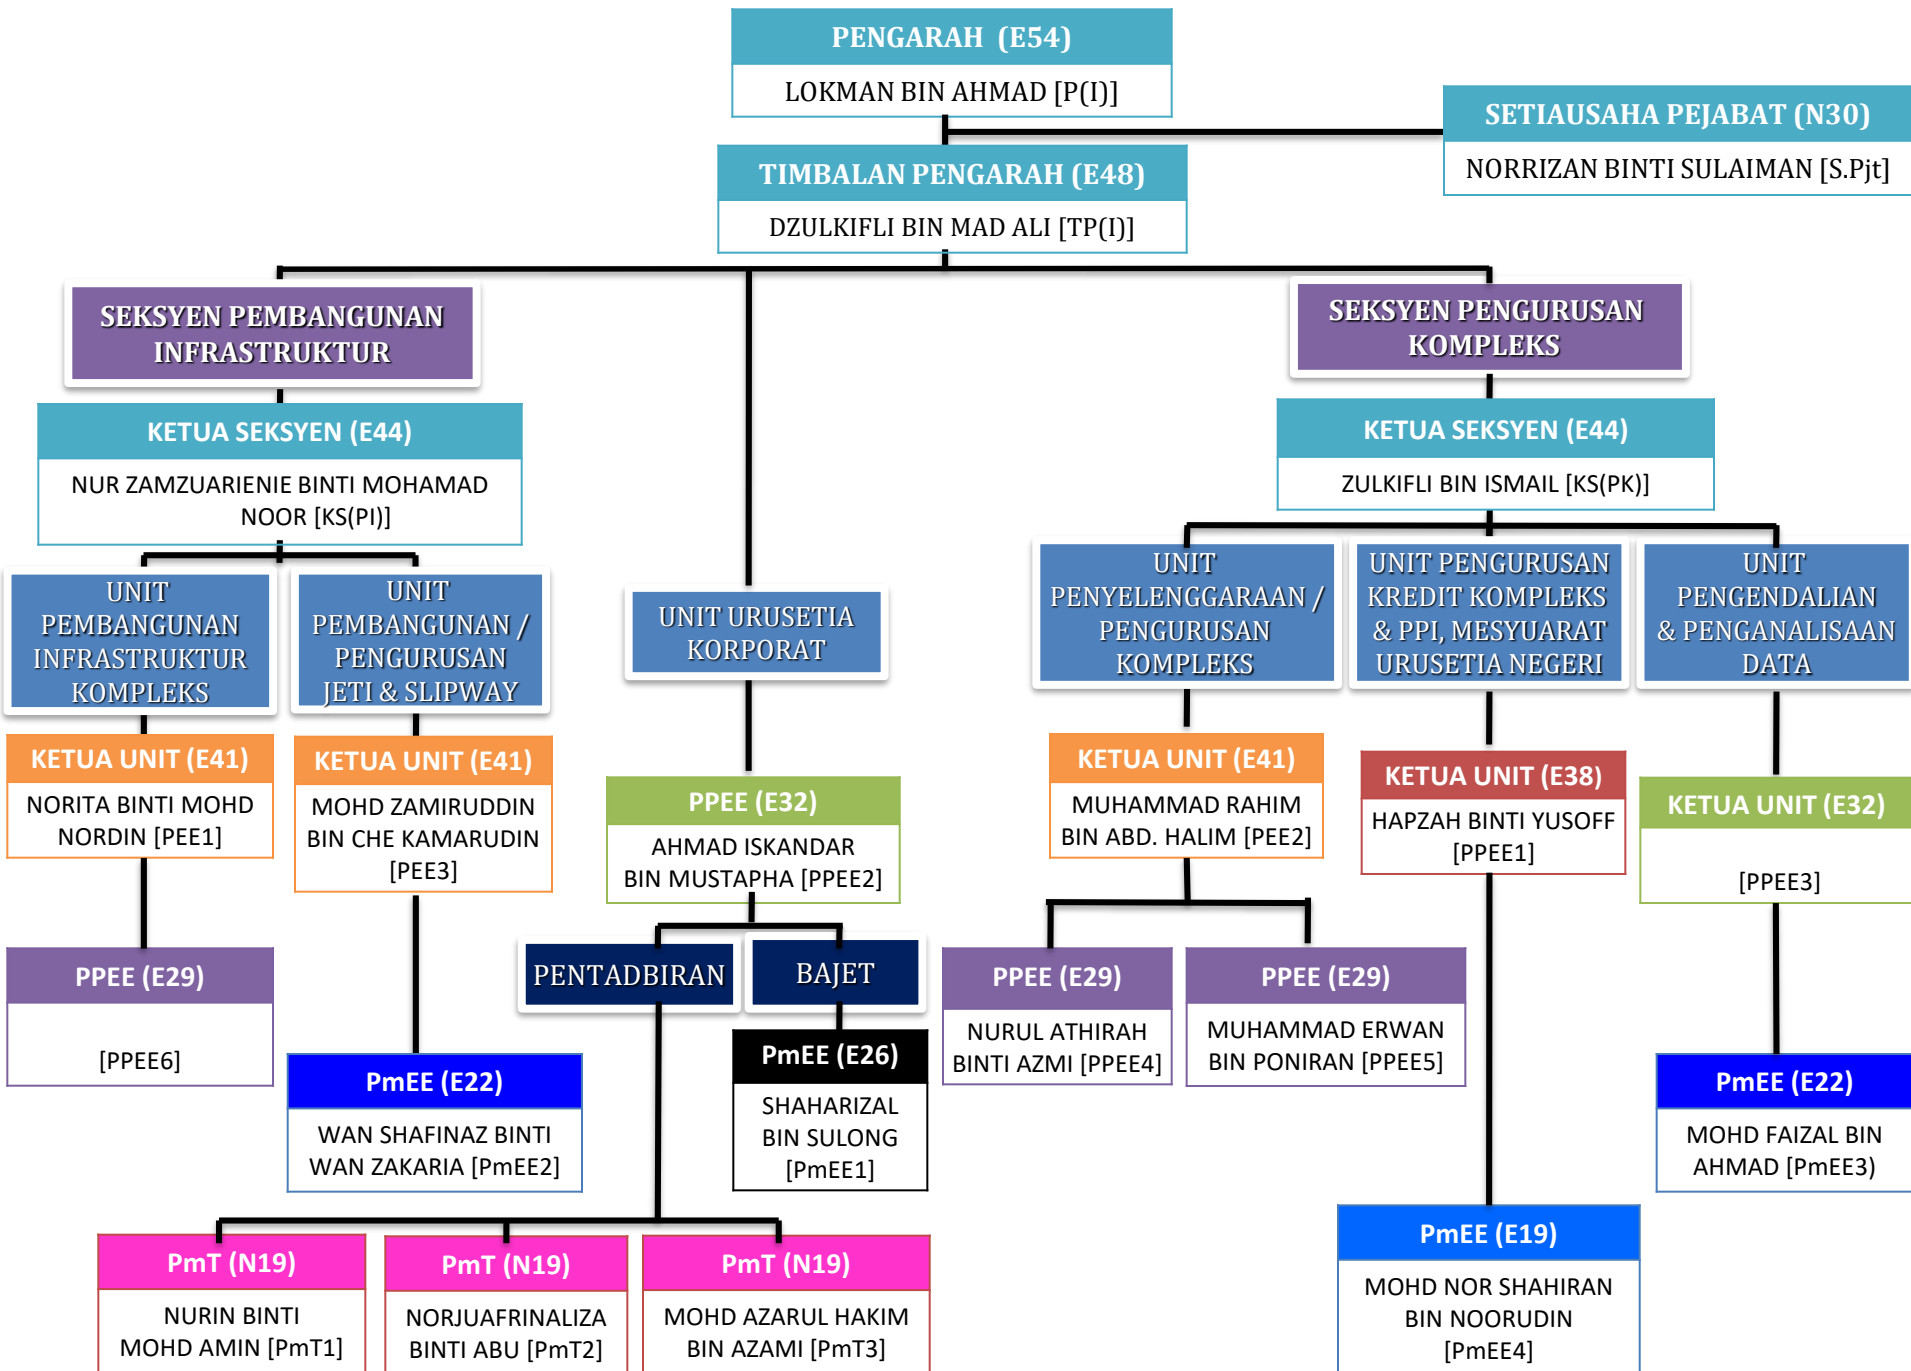 PENGARAH (E54)
LOKMAN BIN AHMAD [P(I)]
SETIAUSAHA PEJABAT (N30)
NORRIZAN BINTI SULAIMAN [S.Pjt]
TIMBALAN PENGARAH (E48)
DZULKIFLI BIN MAD ALI [TP(I)]
SEKSYEN PEMBANGUNAN
INFRASTRUKTUR
KETUA SEKSYEN (E44)
NUR ZAMZUARIENIE BINTI MOHAMAD
NOOR [KS(PI)]
UNIT
PEMBANGUNAN
INFRASTRUKTUR
KOMPLEKS
KETUA UNIT (E41)
NORITA BINTI MOHD
NORDIN [PEE1]
PPEE (E29)
[PPEE6]
UNIT
PEMBANGUNAN /
PENGURUSAN
JETI & SLIPWAY
KETUA UNIT (E41)
MOHD ZAMIRUDDIN
BIN CHE KAMARUDIN
[PEE3]
PmEE (E22)
WAN SHAFINAZ BINTI
WAN ZAKARIA [PmEE2]
UNIT URUSETIA
KORPORAT
PPEE (E32)
AHMAD ISKANDAR
BIN MUSTAPHA [PPEE2]
PENTADBIRAN
BAJET
PmEE (E26)
SHAHARIZAL
BIN SULONG
[PmEE1]
PmT (N19)
NURIN BINTI
MOHD AMIN [PmT1]
PmT (N19)
NORJUAFRINALIZA
BINTI ABU [PmT2]
PmT (N19)
MOHD AZARUL HAKIM
BIN AZAMI [PmT3]
SEKSYEN PENGURUSAN
KOMPLEKS
KETUA SEKSYEN (E44)
ZULKIFLI BIN ISMAIL [KS(PK)]
UNIT
PENYELENGGARAAN /
PENGURUSAN
KOMPLEKS
KETUA UNIT (E41)
MUHAMMAD RAHIM
BIN ABD. HALIM [PEE2]
PPEE (E29)
NURUL ATHIRAH
BINTI AZMI [PPEE4]
PPEE (E29)
MUHAMMAD ERWAN
BIN PONIRAN [PPEE5]
UNIT PENGURUSAN
KREDIT KOMPLEKS
& PPI, MESYUARAT
URUSETIA NEGERI
KETUA UNIT (E38)
HAPZAH BINTI YUSOFF
[PPEE1]
PmEE (E19)
MOHD NOR SHAHIRAN
BIN NOORUDIN
[PmEE4]
UNIT
PENGENDALIAN
& PENGANALISAAN
DATA
KETUA UNIT (E32)
[PPEE3]
PmEE (E22)
MOHD FAIZAL BIN
AHMAD [PmEE3)